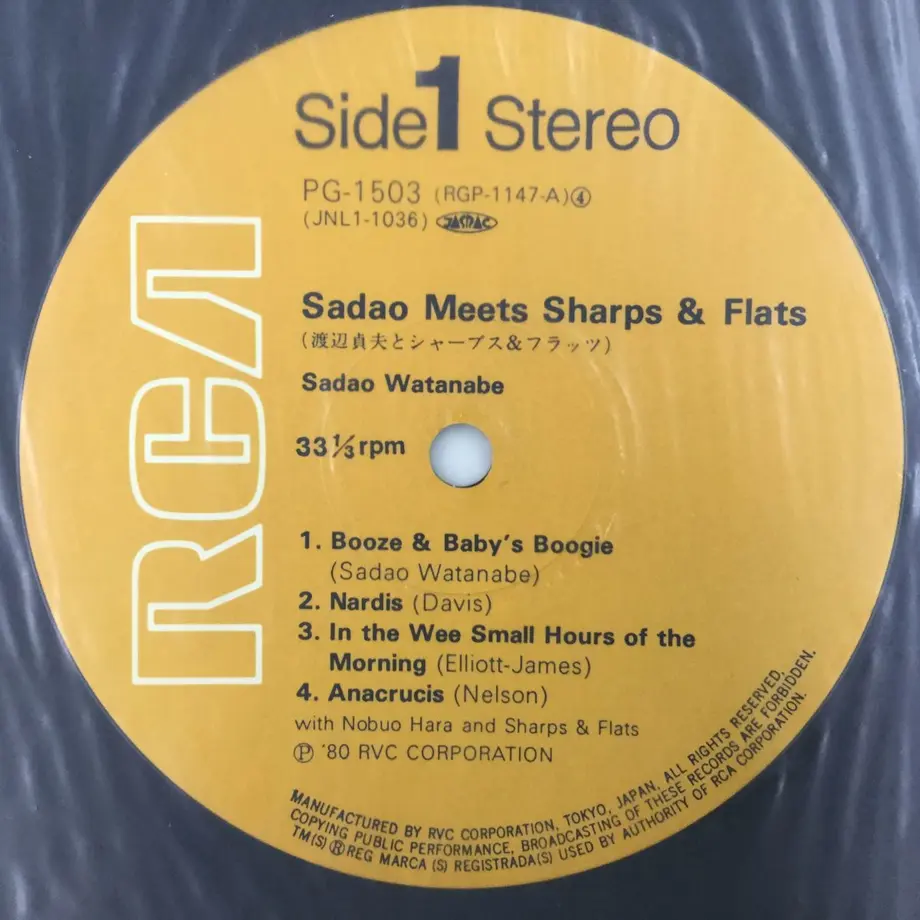 Side 1 Stereo
PG-1503 (RGP-1147-A)④
(JNL1-1036) JASRAC
RCA
Sadao Meets Sharps & Flats
(渡辺貞夫とシャープス&フラッツ)
Sadao Watanabe
33⅓rpm
1. Booze & Baby's Boogie
(Sadao Watanabe)
2. Nardis (Davis)
3. In the Wee Small Hours of the
Morning (Elliott-James)
4. Anacrucis (Nelson)
with Nobuo Hara and Sharps & Flats
Ⓟ '80 RVC CORPORATION
MANUFACTURED BY RVC CORPORATION, TOKYO, JAPAN. ALL RIGHTS RESERVED,
COPYING PUBLIC PERFORMANCE, BROADCASTING OF THESE RECORDS ARE FORBIDDEN.
TM(S) ® REG MARCA (S) REGISTRADA(S) USED BY AUTHORITY OF RCA CORPORATION.